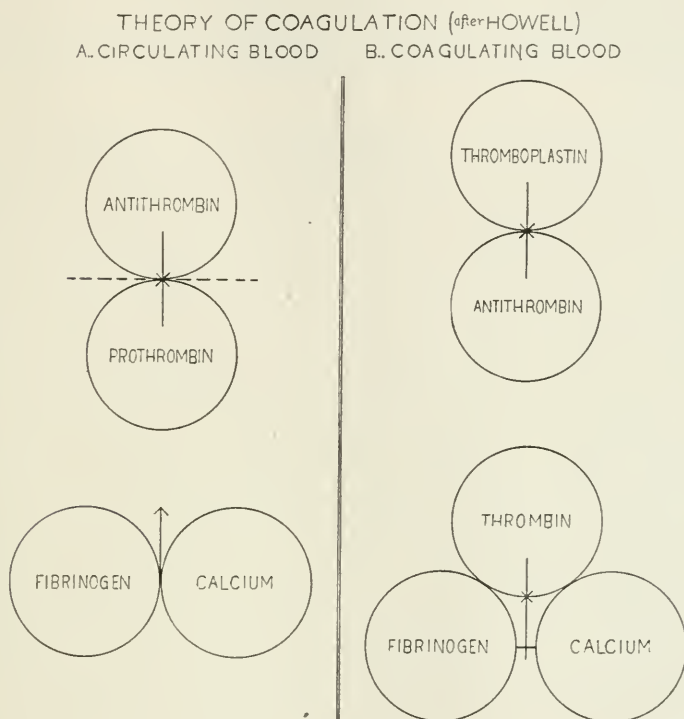 THEORY OF COAGULATION (after HOWELL)
A.. CIRCULATING BLOOD
B.. COAGULATING BLOOD
ANTITHROMBIN
PROTHROMBIN
FIBRINOGEN
CALCIUM
THROMBOPLASTIN
ANTITHROMBIN
THROMBIN
FIBRINOGEN
CALCIUM